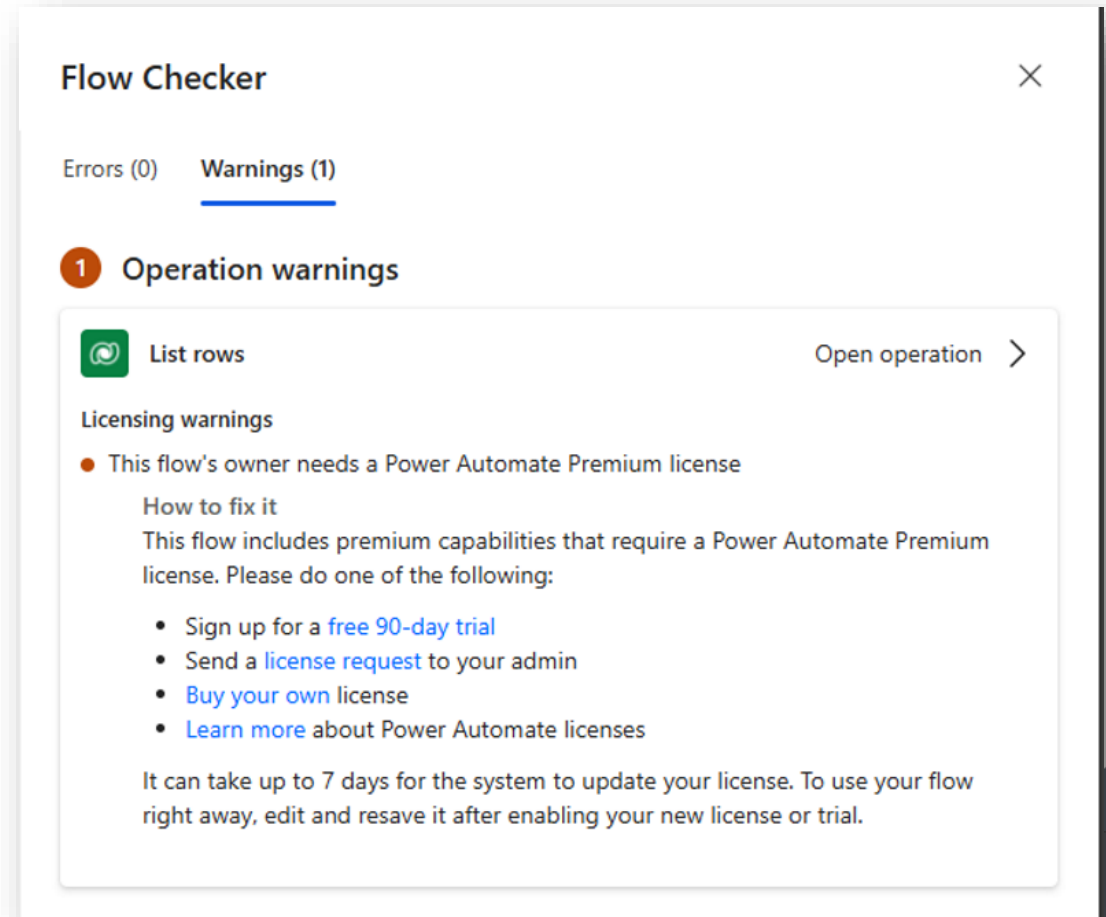 Flow Checker
Errors (0) Warnings (1)
1 Operation warnings
List rows Open operation
Licensing warnings
This flow's owner needs a Power Automate Premium license
How to fix it
This flow includes premium capabilities that require a Power Automate Premium
license. Please do one of the following:
• Sign up for a free 90-day trial
• Send a license request to your admin
• Buy your own license
• Learn more about Power Automate licenses
It can take up to 7 days for the system to update your license. To use your flow
right away, edit and resave it after enabling your new license or trial.